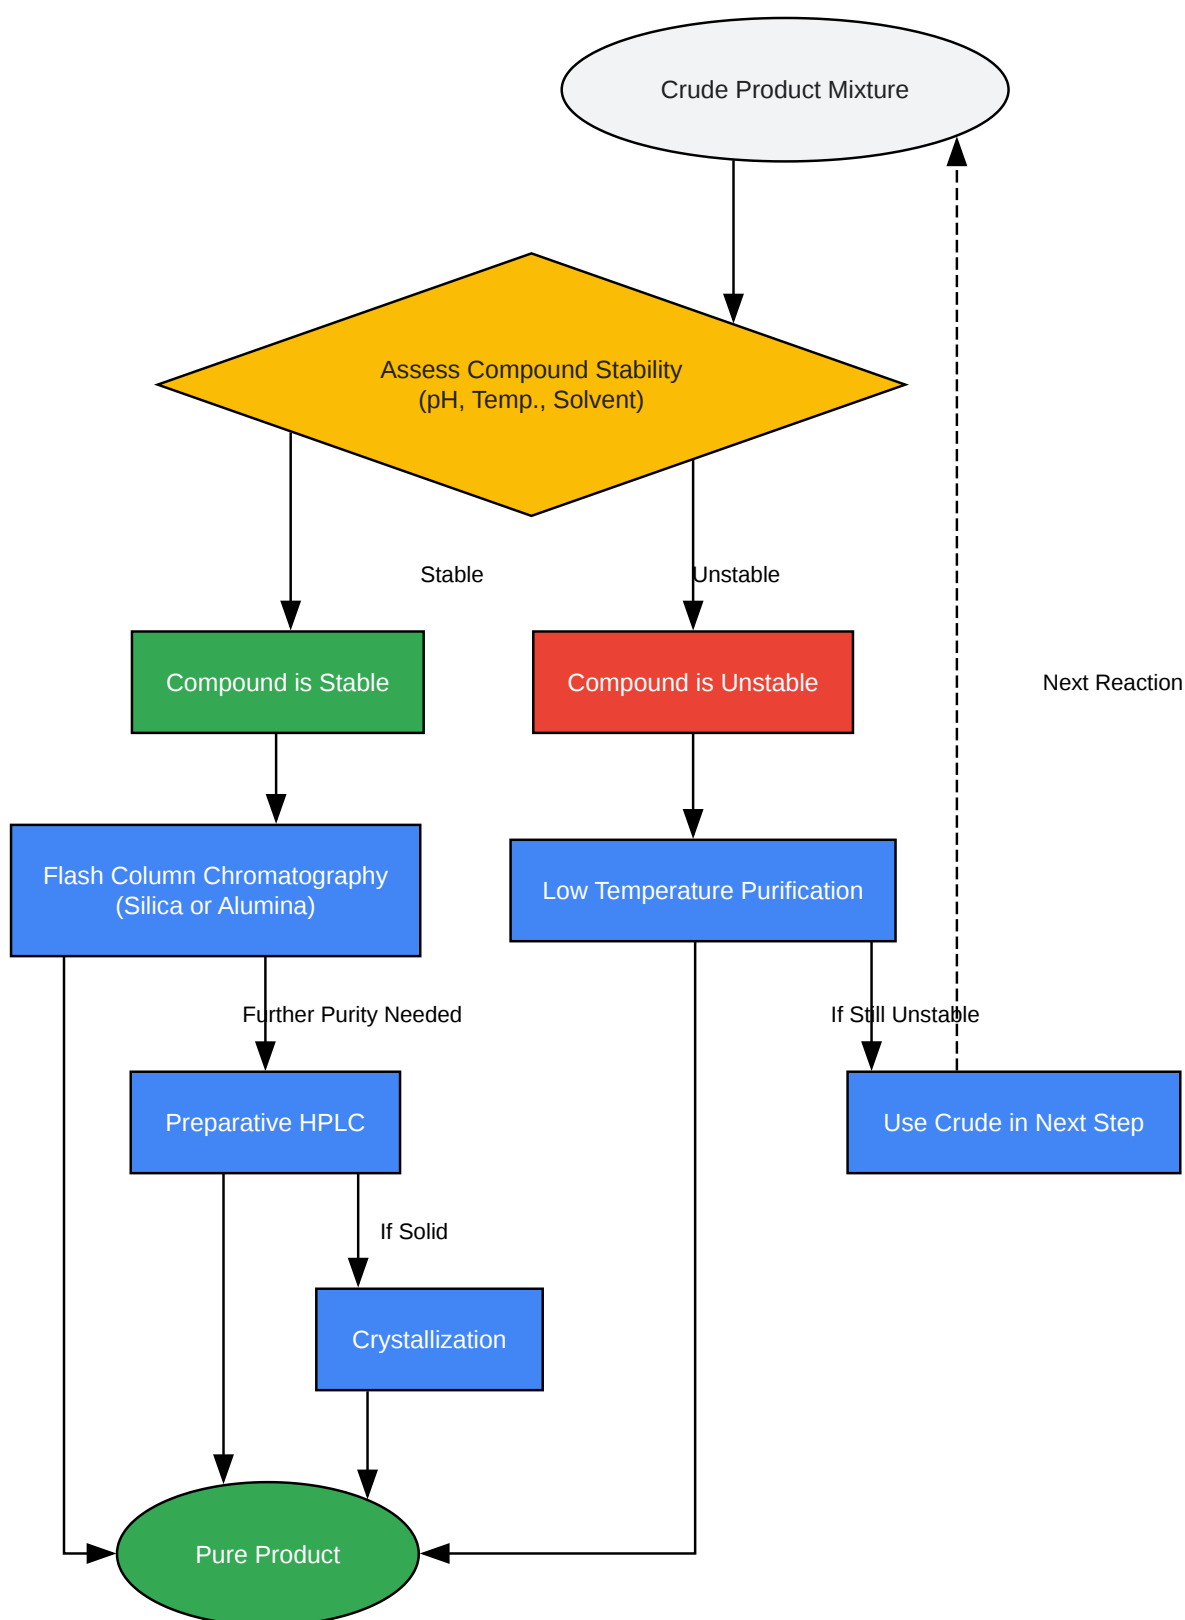 Crude Product Mixture
Assess Compound Stability
(pH, Temp., Solvent)
Stable
Unstable
Compound is Stable
Compound is Unstable
Next Reaction
Flash Column Chromatography
(Silica or Alumina)
Low Temperature Purification
Further Purity Needed
If Still Unstable
Preparative HPLC
Use Crude in Next Step
If Solid
Crystallization
Pure Product